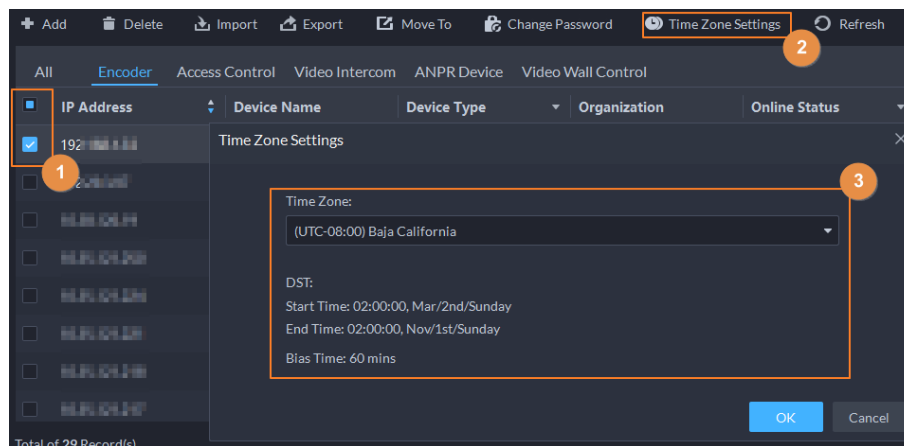 Add Delete Import Export Move To Change Password Time Zone Settings Refresh
2
All Encoder Access Control Video Intercom ANPR Device Video Wall Control
IP Address Device Name Device Type Organization Online Status
192
Time Zone Settings
1
3
Time Zone:
(UTC-08:00) Baja California
DST:
Start Time: 02:00:00, Mar/2nd/Sunday
End Time: 02:00:00, Nov/1st/Sunday
Bias Time: 60 mins
OK Cancel
Total of 29 Record(s)